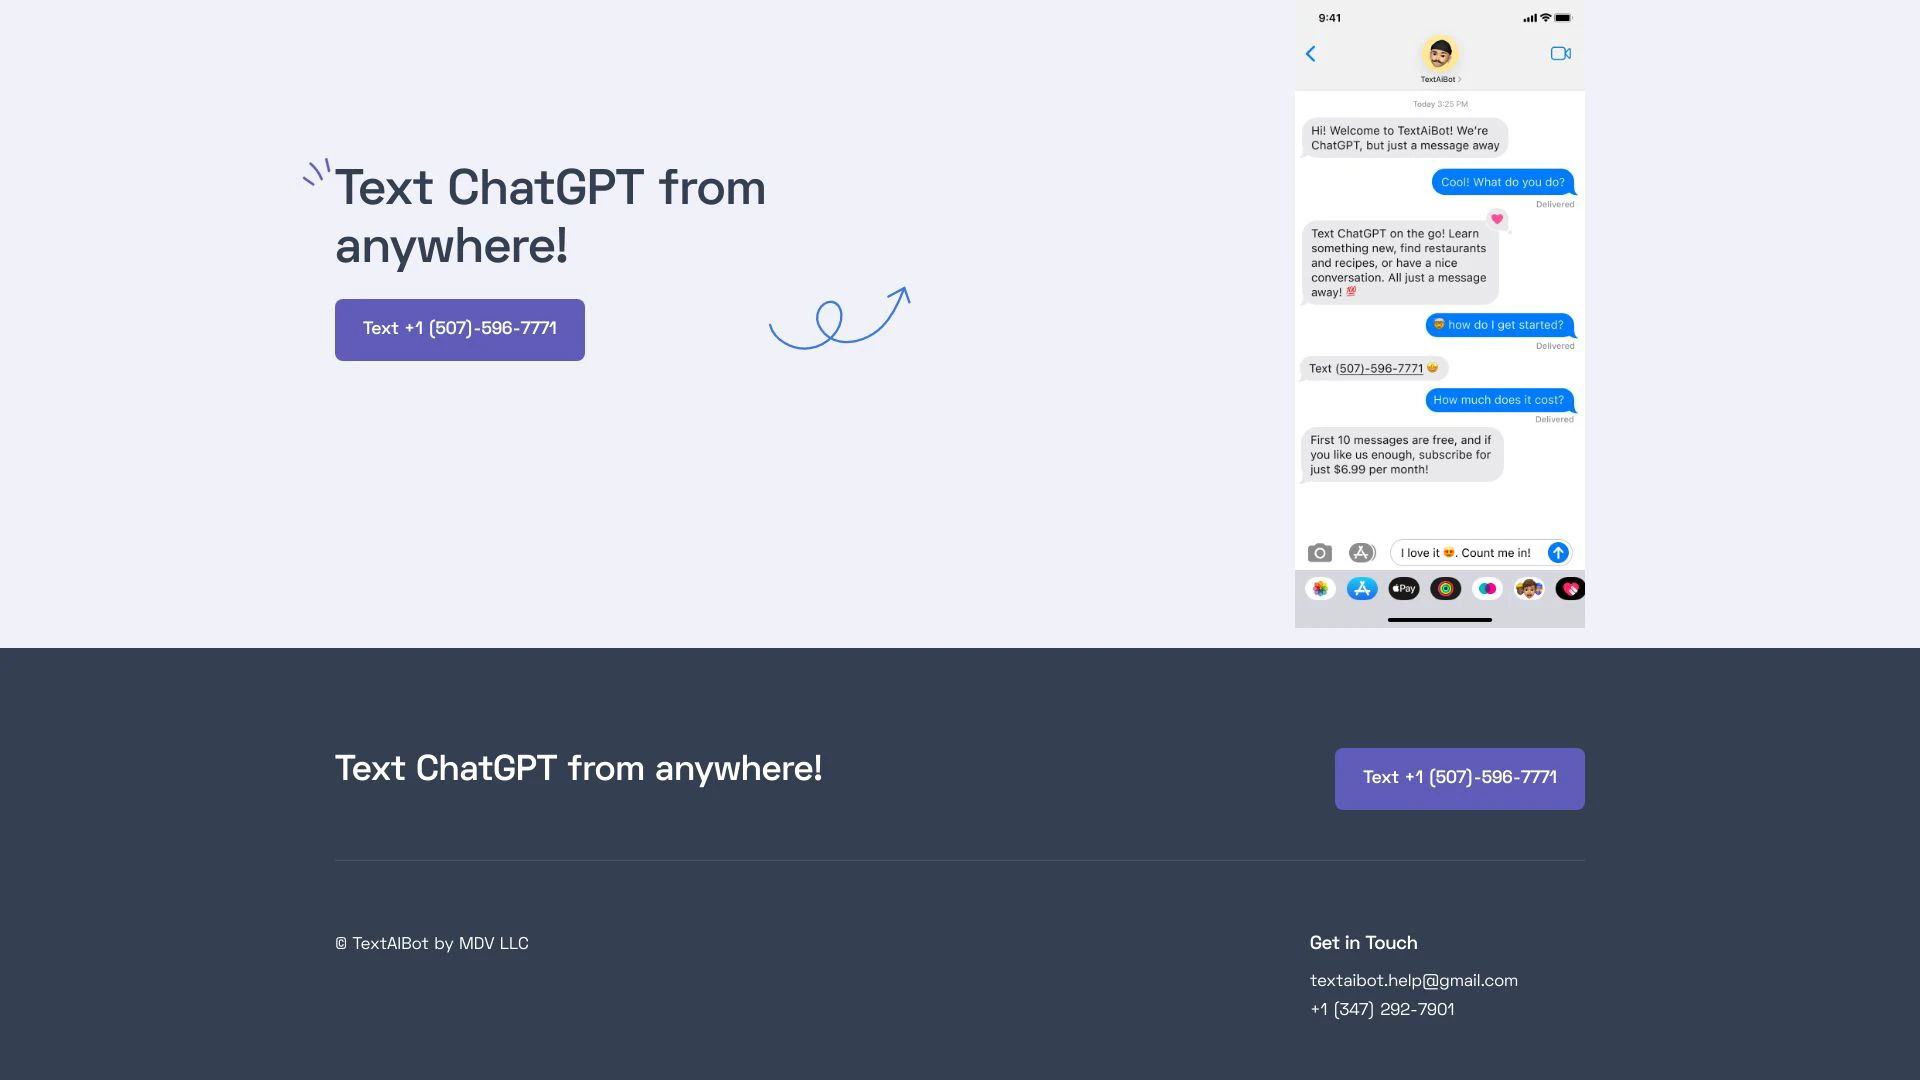 Text ChatGPT from
anywhere!
Text +1 (507)-596-7771
9:41
TextAiBot
Today 3:25 PM
Hi! Welcome to TextAiBot! We're
ChatGPT, but just a message away
Cool! What do you do?
Delivered
Text ChatGPT on the go! Learn
something new, find restaurants
and recipes, or have a nice
conversation. All just a message
away! 💯
🤯 how do I get started?
Delivered
Text (507)-596-7771 🤩
How much does it cost?
Delivered
First 10 messages are free, and if
you like us enough, subscribe for
just $6.99 per month!
I love it 😍. Count me in!
Pay
Text ChatGPT from anywhere!
Text +1 (507)-596-7771
© TextAIBot by MDV LLC
Get in Touch
textaibot.help@gmail.com
+1 (347) 292-7901